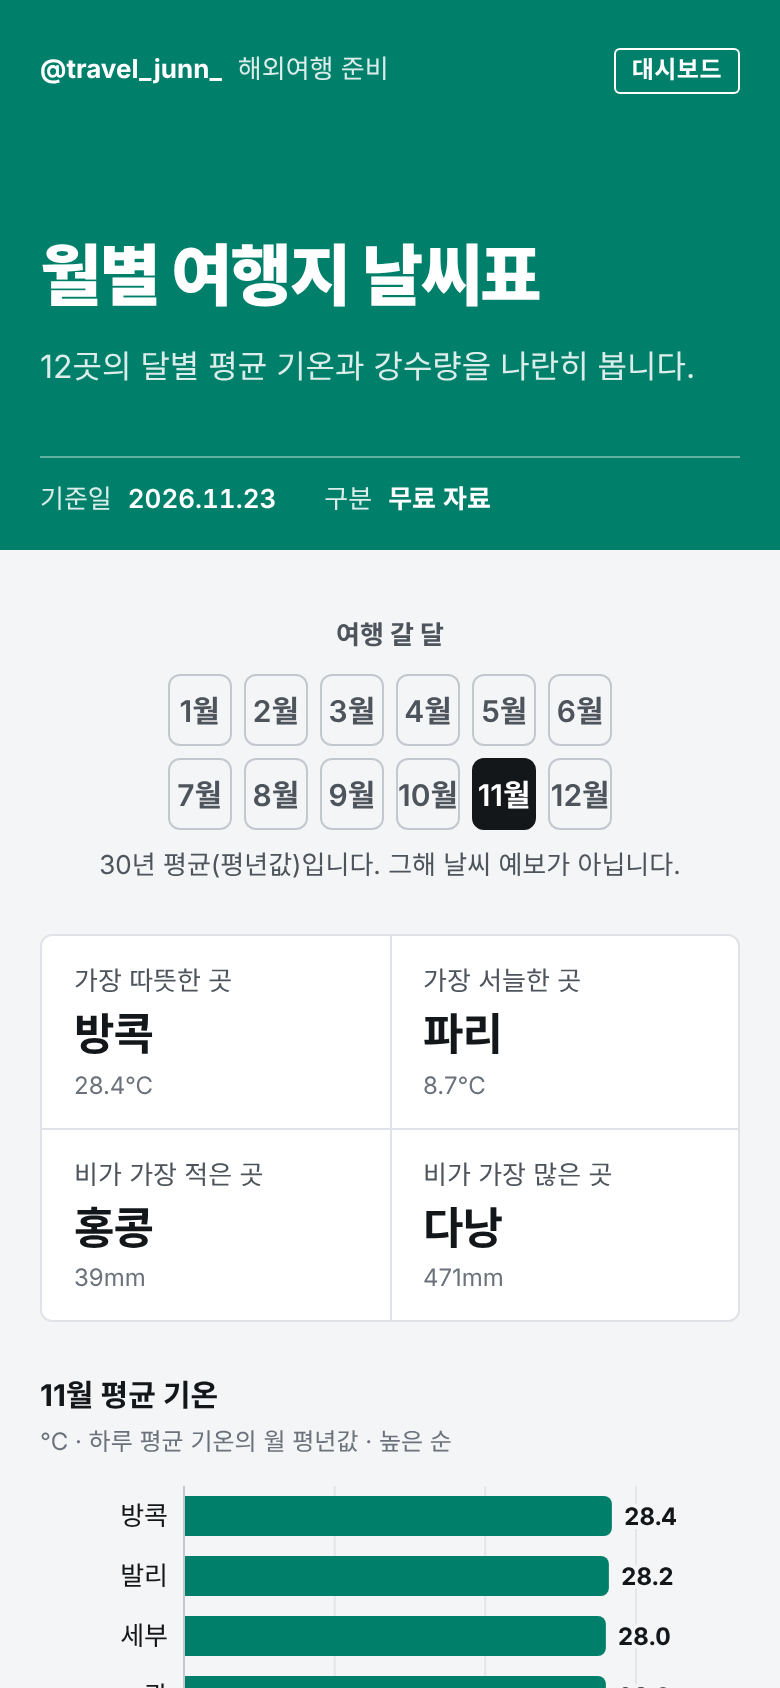 @travel_junn_ 해외여행 준비
대시보드
월별 여행지 날씨표
12곳의 달별 평균 기온과 강수량을 나란히 봅니다.
기준일 2026.11.23 구분 무료 자료
여행 갈 달
1월 2월 3월 4월 5월 6월
7월 8월 9월 10월 11월 12월
30년 평균(평년값)입니다. 그해 날씨 예보가 아닙니다.
가장 따뜻한 곳
방콕
28.4°C
가장 서늘한 곳
파리
8.7°C
비가 가장 적은 곳
홍콩
39mm
비가 가장 많은 곳
다낭
471mm
11월 평균 기온
°C · 하루 평균 기온의 월 평년값 · 높은 순
방콕 28.4
발리 28.2
세부 28.0